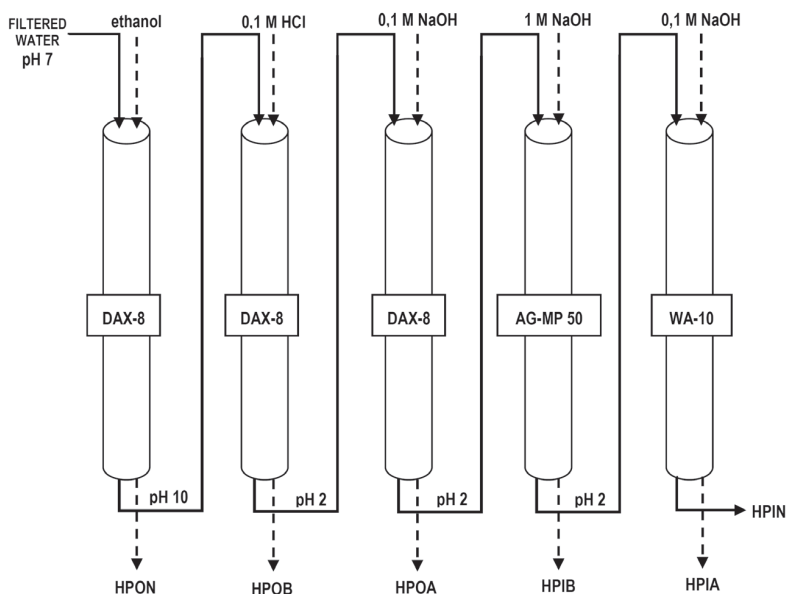 FILTERED
WATER
pH 7
ethanol
0,1 M HCl
0,1 M NaOH
1 M NaOH
0,1 M NaOH
DAX-8
DAX-8
DAX-8
AG-MP 50
WA-10
pH 10
pH 2
pH 2
pH 2
HPIN
HPON
HPOB
HPOA
HPIB
HPIA